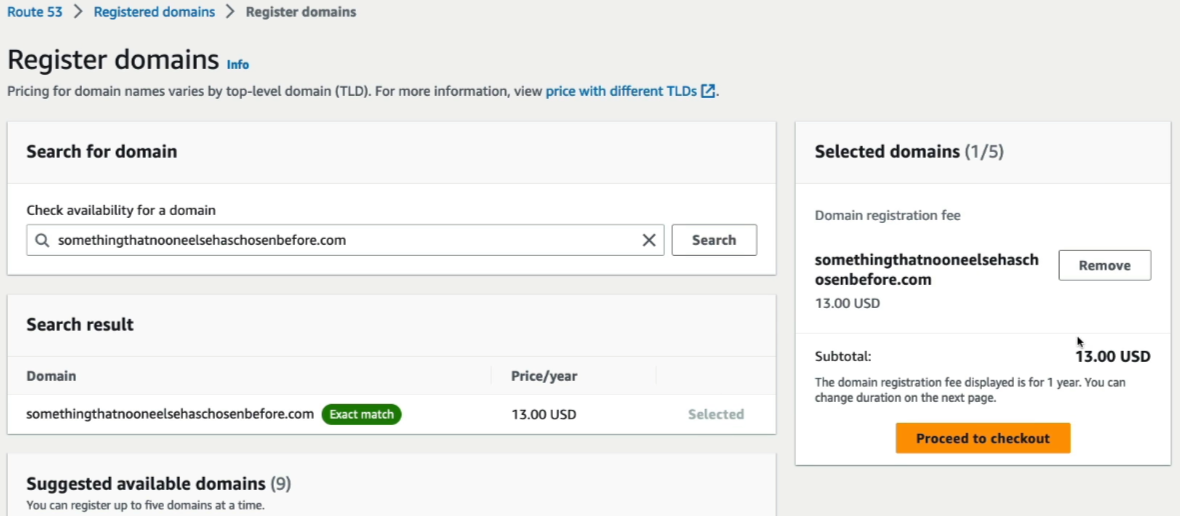 Route 53 > Registered domains > Register domains
Register domains Info
Pricing for domain names varies by top-level domain (TLD). For more information, view price with different TLDs.
Search for domain
Check availability for a domain
somethingthatnooneelsehaschosenbefore.com
Search
Search result
Domain Price/year
somethingthatnooneelsehaschosenbefore.com Exact match 13.00 USD Selected
Suggested available domains (9)
You can register up to five domains at a time.
Selected domains (1/5)
Domain registration fee
somethingthatnooneelsehasch
osenbefore.com
Remove
13.00 USD
Subtotal: 13.00 USD
The domain registration fee displayed is for 1 year. You can
change duration on the next page.
Proceed to checkout